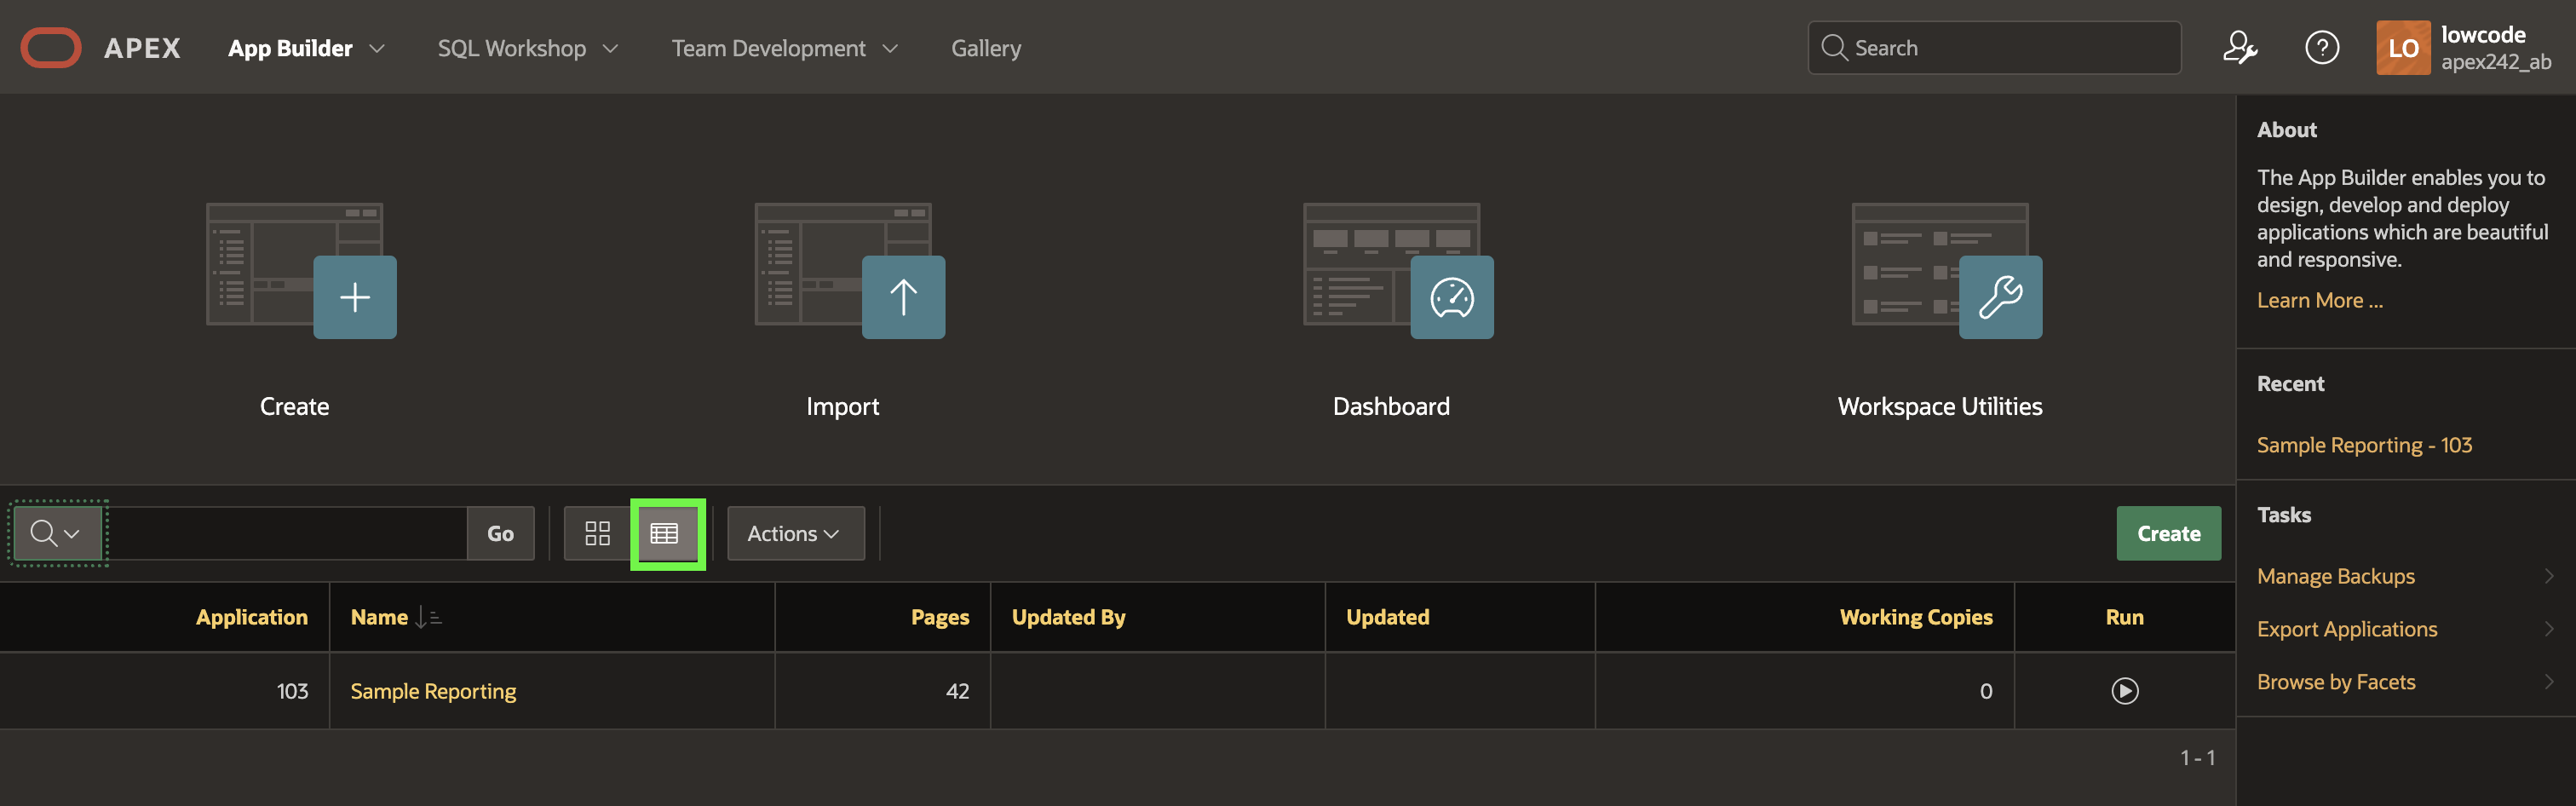 APEX App Builder SQL Workshop Team Development Gallery Search LO lowcode
apex242_ab
Create Import Dashboard Workspace Utilities
Go Actions Create
Application Name Pages Updated By Updated Working Copies Run
103 Sample Reporting 42 0
1 - 1
About
The App Builder enables you to
design, develop and deploy
applications which are beautiful
and responsive.
Learn More ...
Recent
Sample Reporting - 103
Tasks
Manage Backups
Export Applications
Browse by Facets